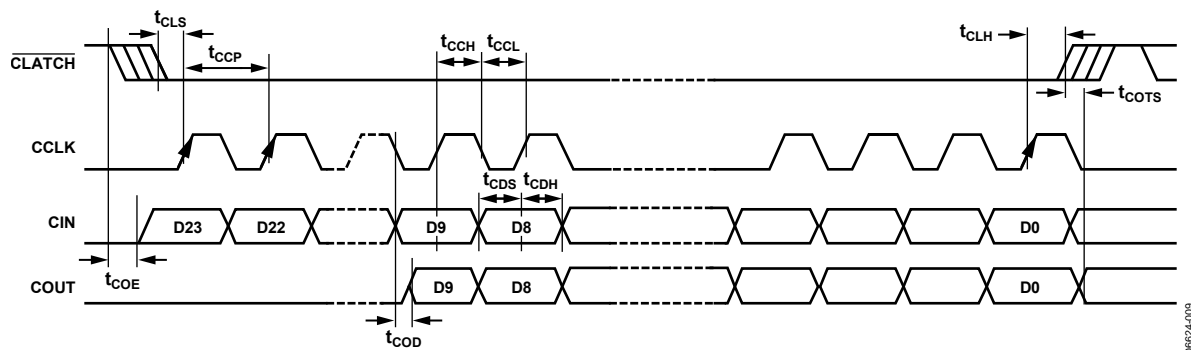 tCLS
tCCP
tCCH
tCCL
tCLH
CLATCH
tCOTS
CCLK
tCDS
tCDH
CIN
D23
D22
D9
D8
D0
tCOE
COUT
D9
D8
D0
tCOD
06624-009